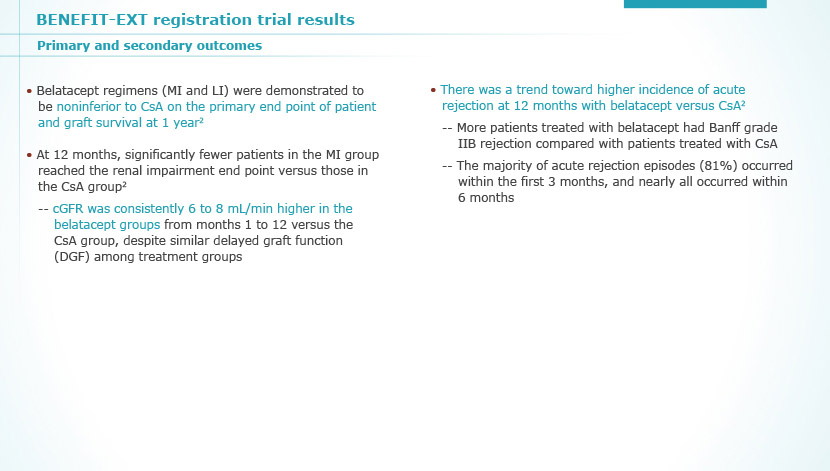 BENEFIT-EXT registration trial results
Primary and secondary outcomes
• Belatacept regimens (MI and LI) were demonstrated to
be noninferior to CsA on the primary end point of patient
and graft survival at 1 year²
• At 12 months, significantly fewer patients in the MI group
reached the renal impairment end point versus those in
the CsA group²
-- cGFR was consistently 6 to 8 mL/min higher in the
belatacept groups from months 1 to 12 versus the
CsA group, despite similar delayed graft function
(DGF) among treatment groups
• There was a trend toward higher incidence of acute
rejection at 12 months with belatacept versus CsA²
-- More patients treated with belatacept had Banff grade
IIB rejection compared with patients treated with CsA
-- The majority of acute rejection episodes (81%) occurred
within the first 3 months, and nearly all occurred within
6 months